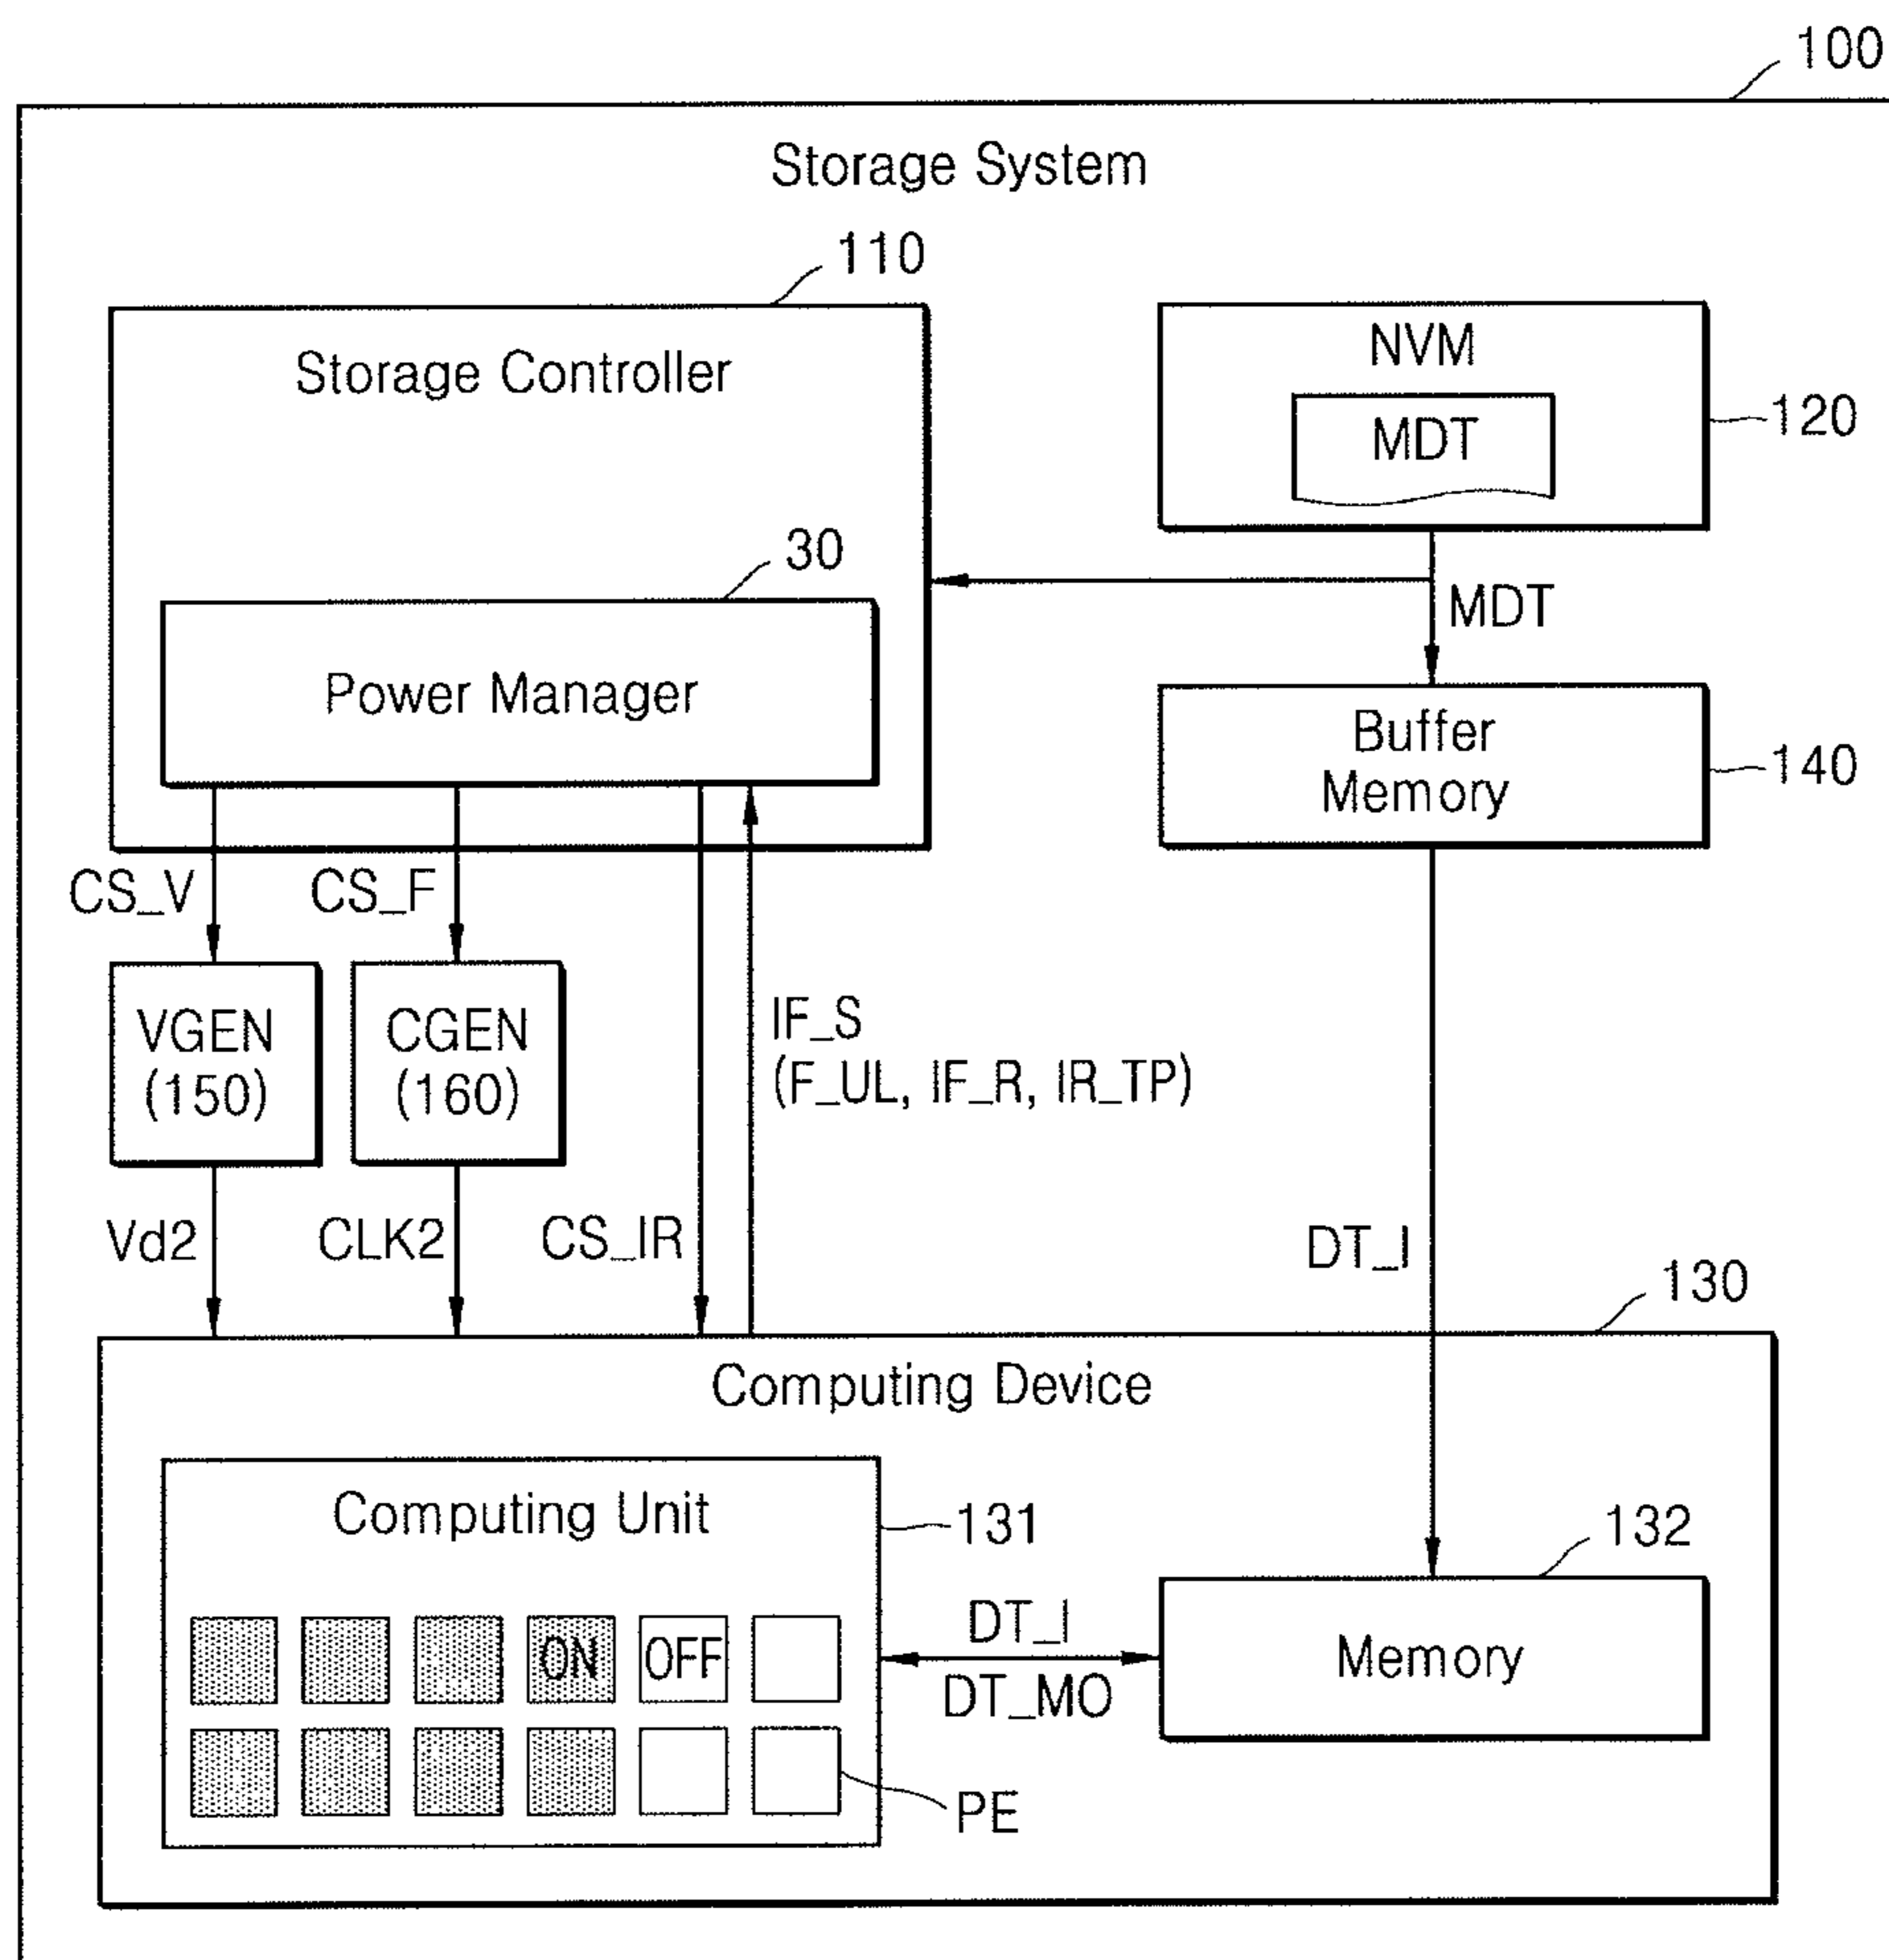 100
Storage System
110
Storage Controller
NVM
MDT
120
30
Power Manager
MDT
Buffer
Memory
140
CS_V
CS_F
VGEN
(150)
CGEN
(160)
IF_S
(F_UL, IF_R, IR_TP)
Vd2
CLK2
CS_IR
DT_I
130
Computing Device
Computing Unit
131
132
ON
OFF
DT_I
DT_MO
Memory
PE